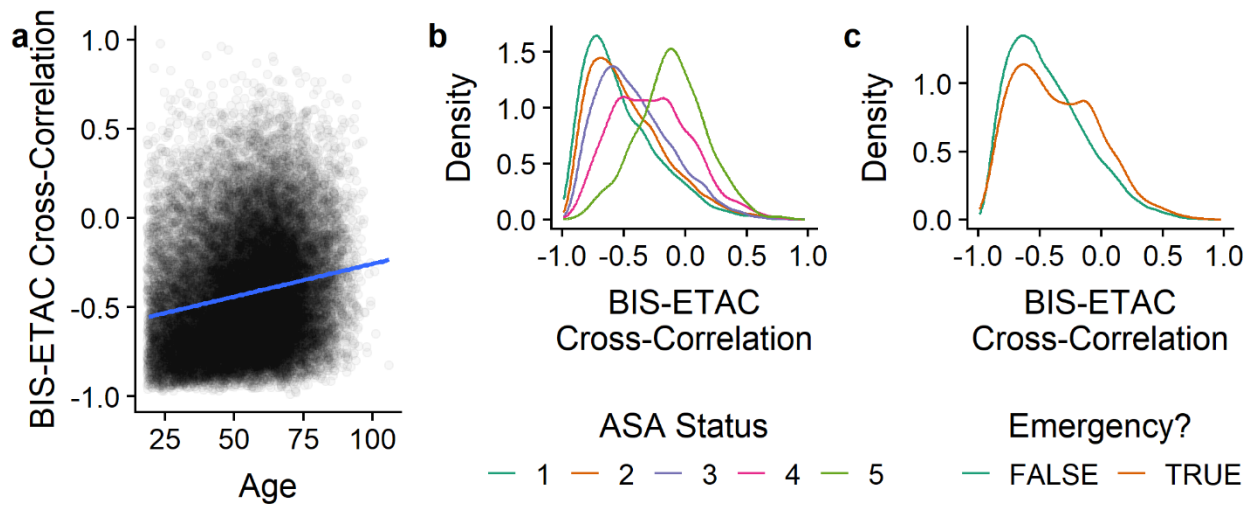 a
BIS-ETAC Cross-Correlation
1.0
0.5
0.0
-0.5
-1.0
25 50 75 100
Age
b
Density
1.5
1.0
0.5
0.0
-1.0 -0.5 0.0 0.5 1.0
BIS-ETAC
Cross-Correlation
ASA Status
1 2 3 4 5
c
Density
1.0
0.5
0.0
-1.0 -0.5 0.0 0.5 1.0
BIS-ETAC
Cross-Correlation
Emergency?
FALSE TRUE